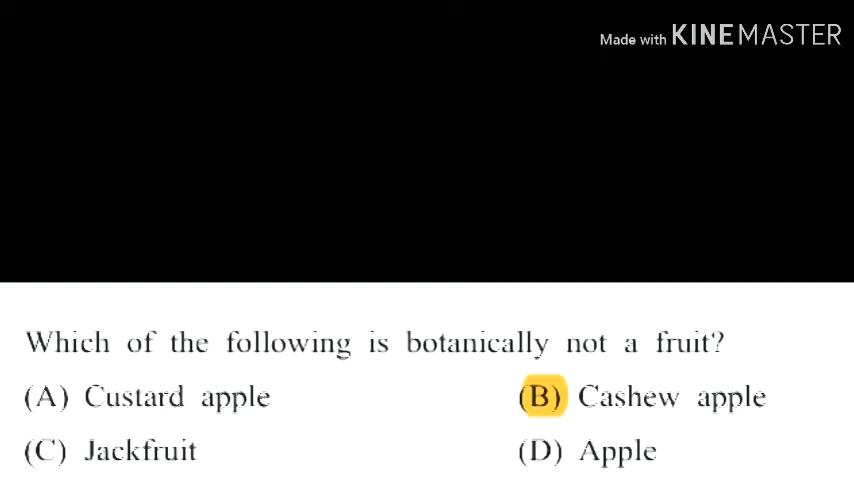 Made with KINEMASTER
Which of the following is botanically not a fruit?
(A) Custard apple (B) Cashew apple
(C) Jackfruit (D) Apple